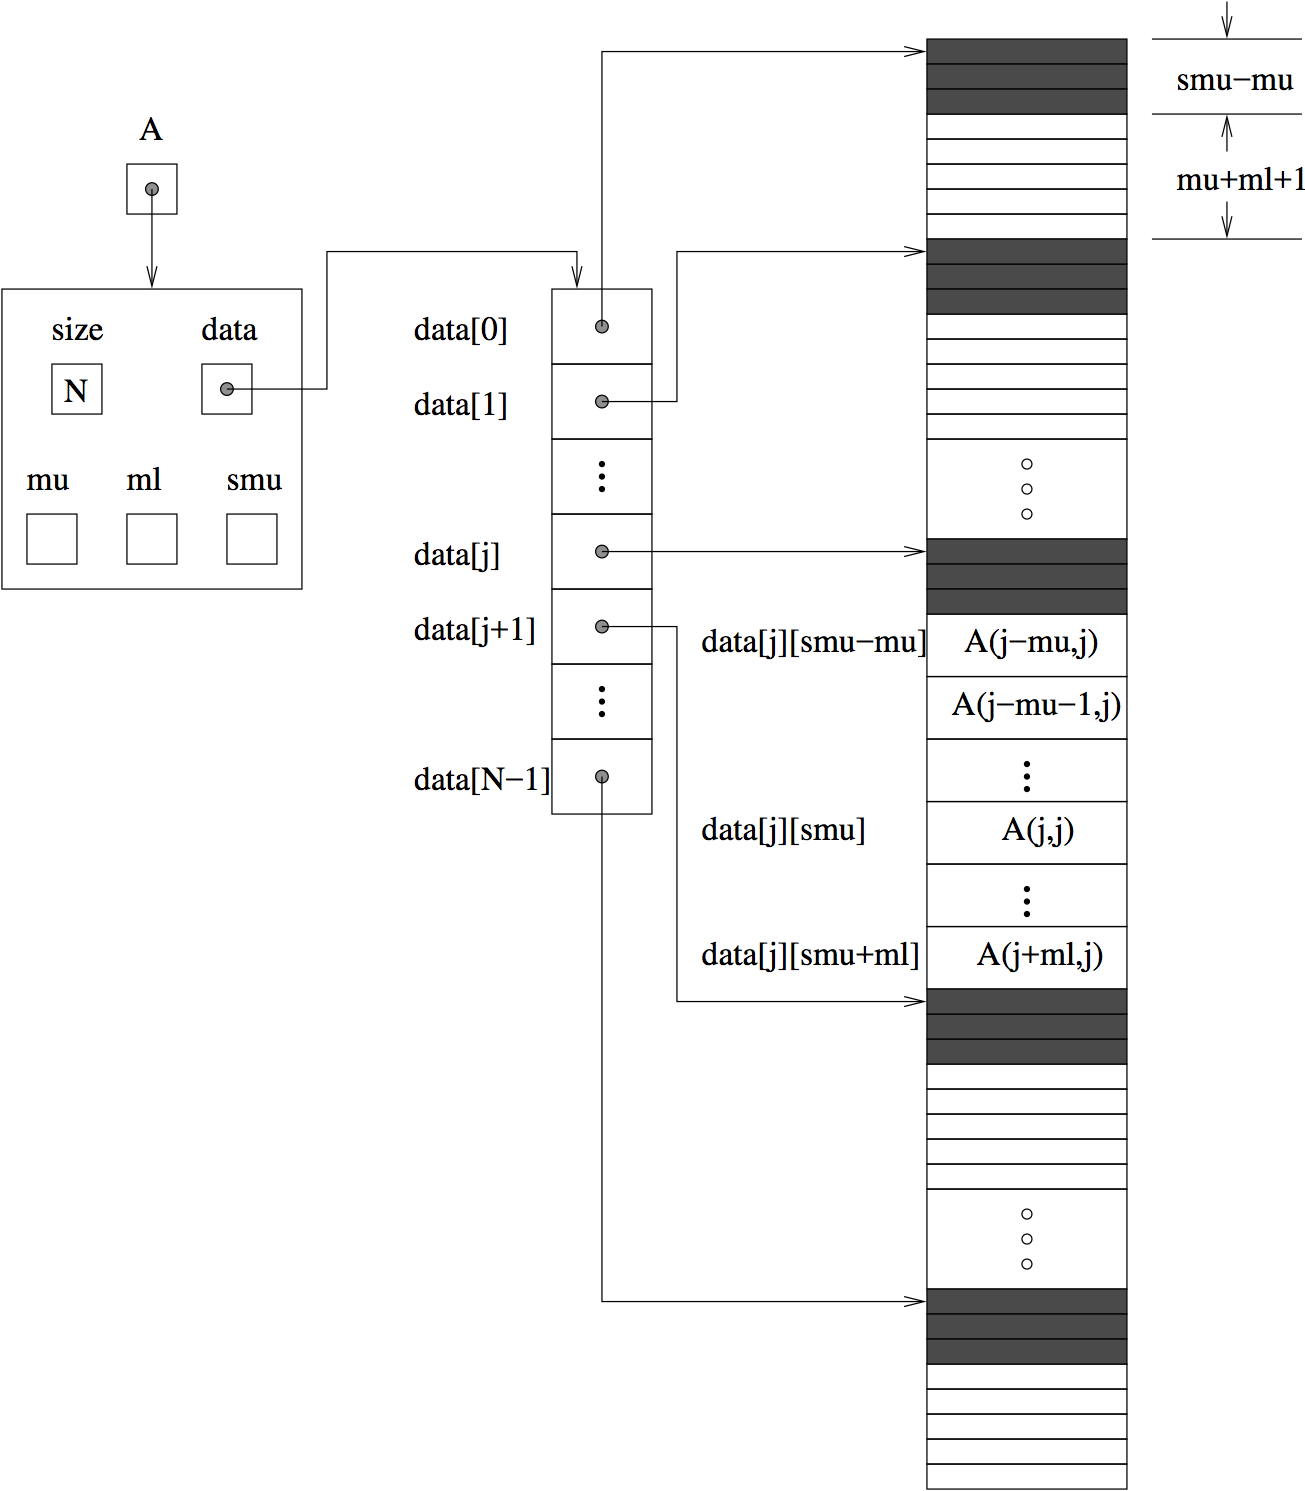 smu−mu
A
mu+ml+1
size data
data[0]
N
data[1]
mu ml smu
data[j]
data[j+1]
data[j][smu−mu] A(j−mu,j)
A(j−mu−1,j)
data[N−1]
data[j][smu] A(j,j)
data[j][smu+ml] A(j+ml,j)